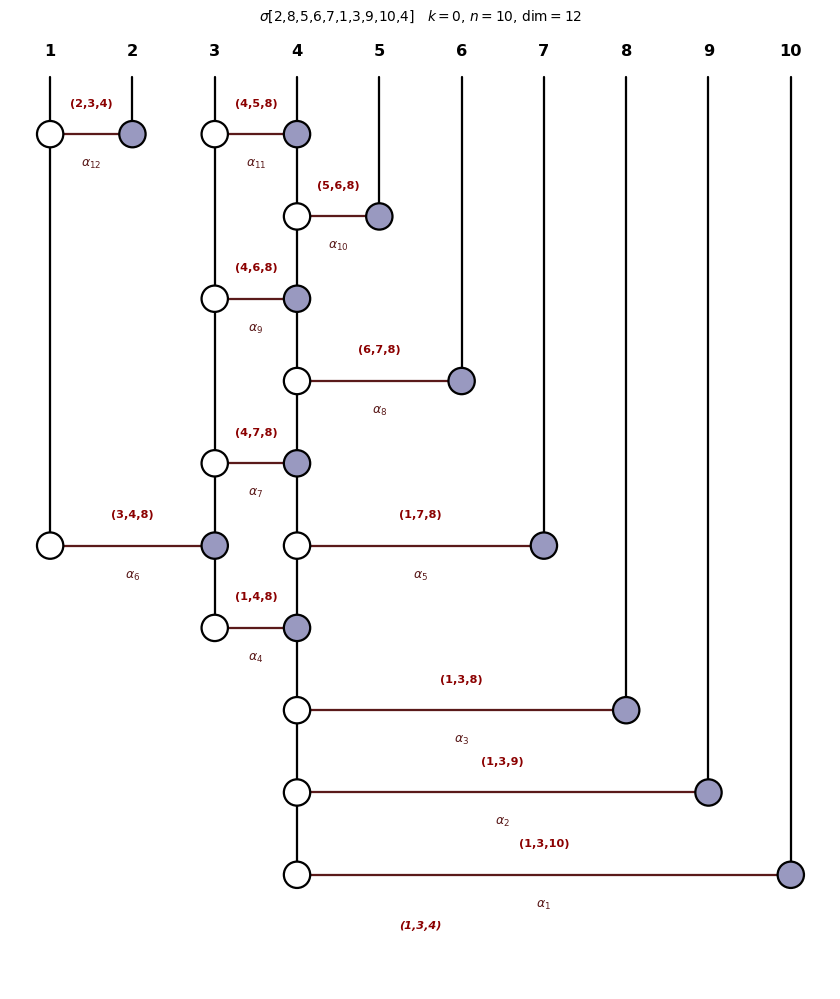 σ[2,8,5,6,7,1,3,9,10,4]   k=0, n=10, dim=12
1 2 3 4 5 6 7 8 9 10
(2,3,4) (4,5,8)
α₁₂ α₁₁
(5,6,8)
α₁₀
(4,6,8)
α₉
(6,7,8)
α₈
(4,7,8)
α₇
(3,4,8) (1,7,8)
α₆ α₅
(1,4,8)
α₄
(1,3,8)
α₃
(1,3,9)
α₂
(1,3,10)
α₁
(1,3,4)